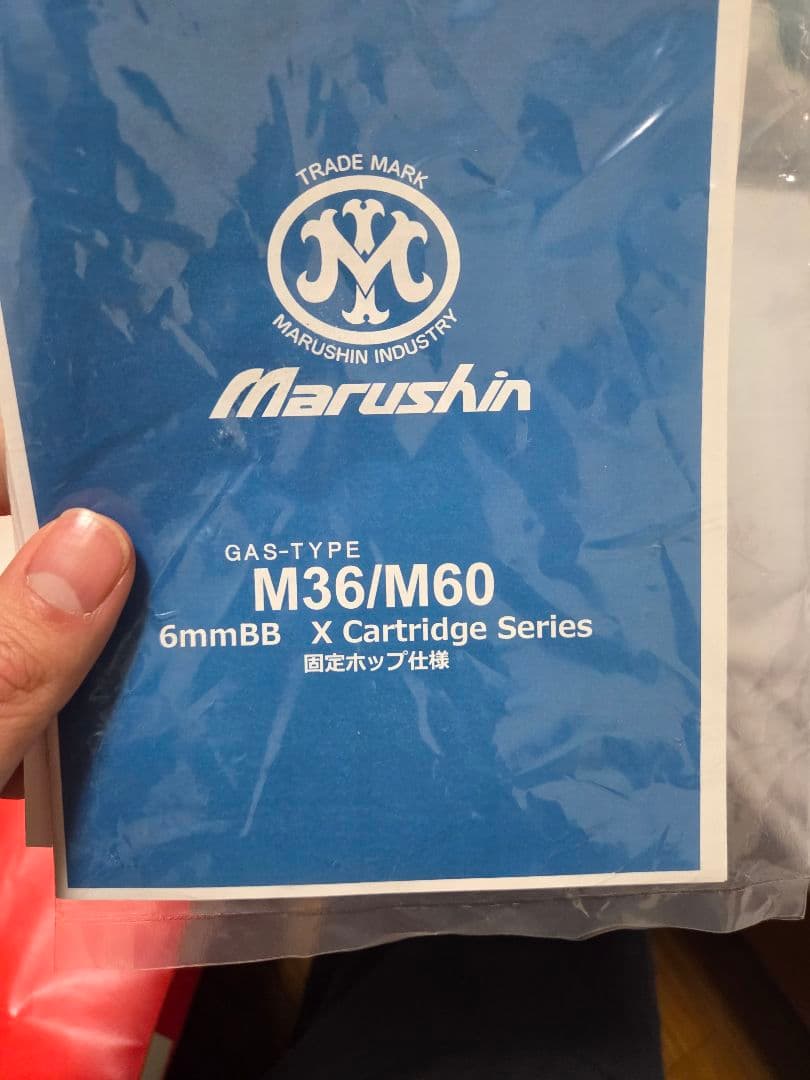 TRADE MARK
M
MARUSHIN INDUSTRY
Marushin
GAS-TYPE
M36/M60
6mmBB X Cartridge Series
固定ホップ仕様